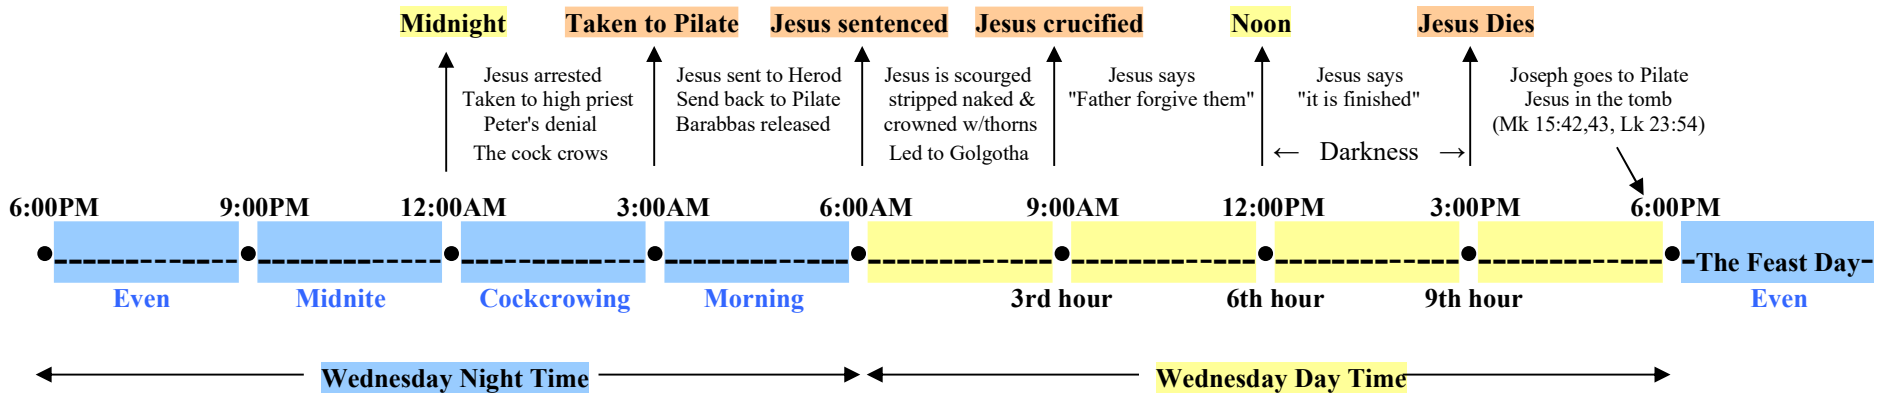 Midnight Taken to Pilate Jesus sentenced Jesus crucified Noon Jesus Dies
Jesus arrested
Taken to high priest
Peter's denial
The cock crows
Jesus sent to Herod
Send back to Pilate
Barabbas released
Jesus is scourged
stripped naked &
crowned w/thorns
Led to Golgotha
Jesus says
"Father forgive them"
Jesus says
"it is finished"
← Darkness →
Joseph goes to Pilate
Jesus in the tomb
(Mk 15:42,43, Lk 23:54)
6:00PM 9:00PM 12:00AM 3:00AM 6:00AM 9:00AM 12:00PM 3:00PM 6:00PM
The Feast Day
Even Midnite Cockcrowing Morning 3rd hour 6th hour 9th hour Even
Wednesday Night Time Wednesday Day Time